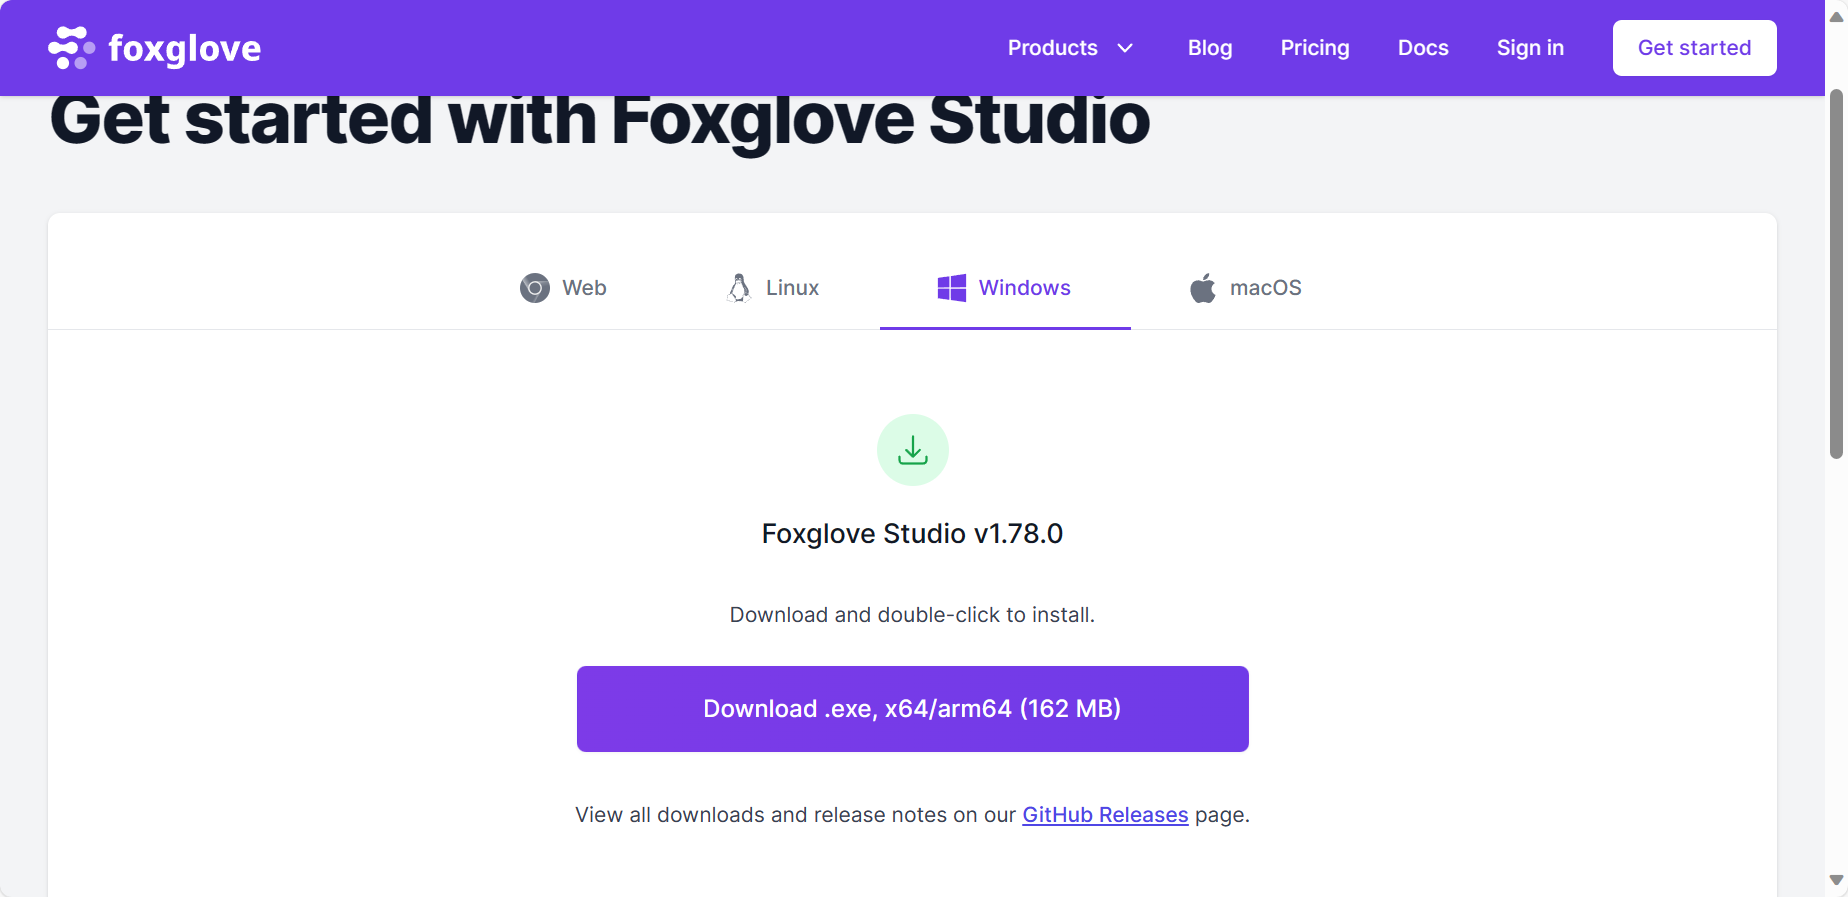 foxglove
Products Blog Pricing Docs Sign in Get started
Get started with Foxglove Studio
Web Linux Windows macOS
Foxglove Studio v1.78.0
Download and double-click to install.
Download .exe, x64/arm64 (162 MB)
View all downloads and release notes on our GitHub Releases page.